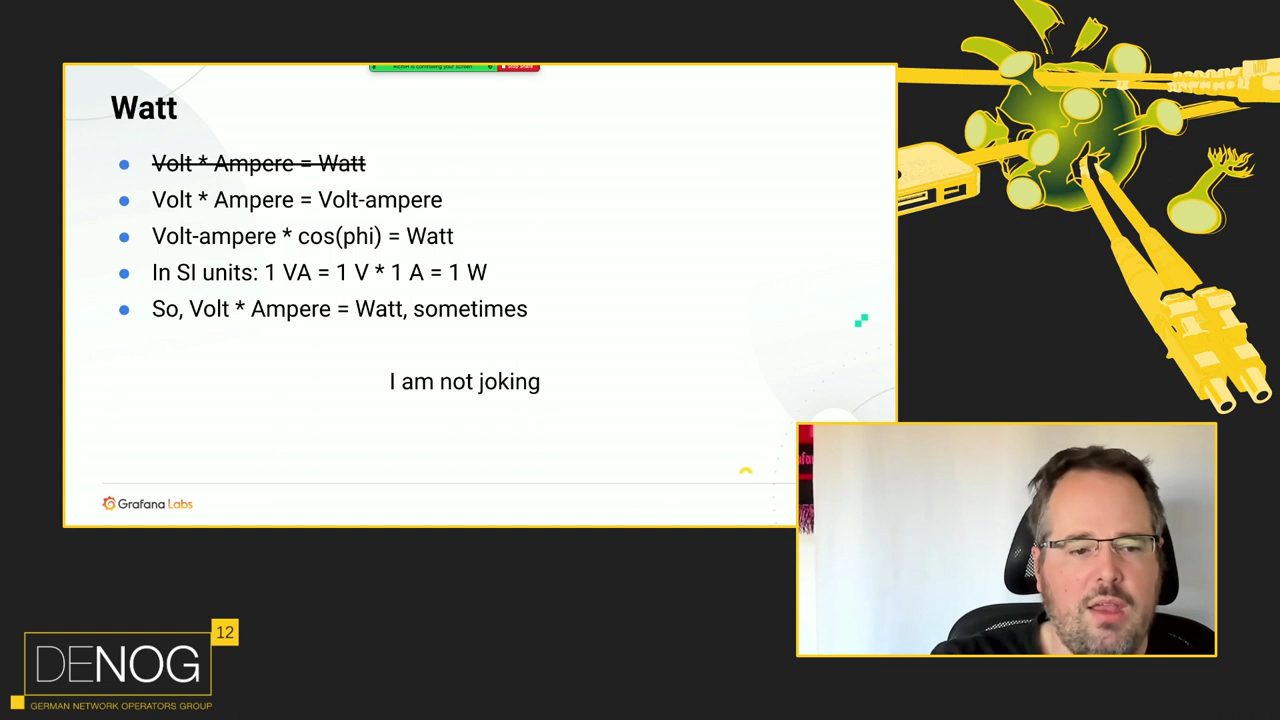 Watt
Volt * Ampere = Watt
Volt * Ampere = Volt-ampere
Volt-ampere * cos(phi) = Watt
In SI units: 1 VA = 1 V * 1 A = 1 W
So, Volt * Ampere = Watt, sometimes
I am not joking
Grafana Labs
12
DENOG
GERMAN NETWORK OPERATORS GROUP